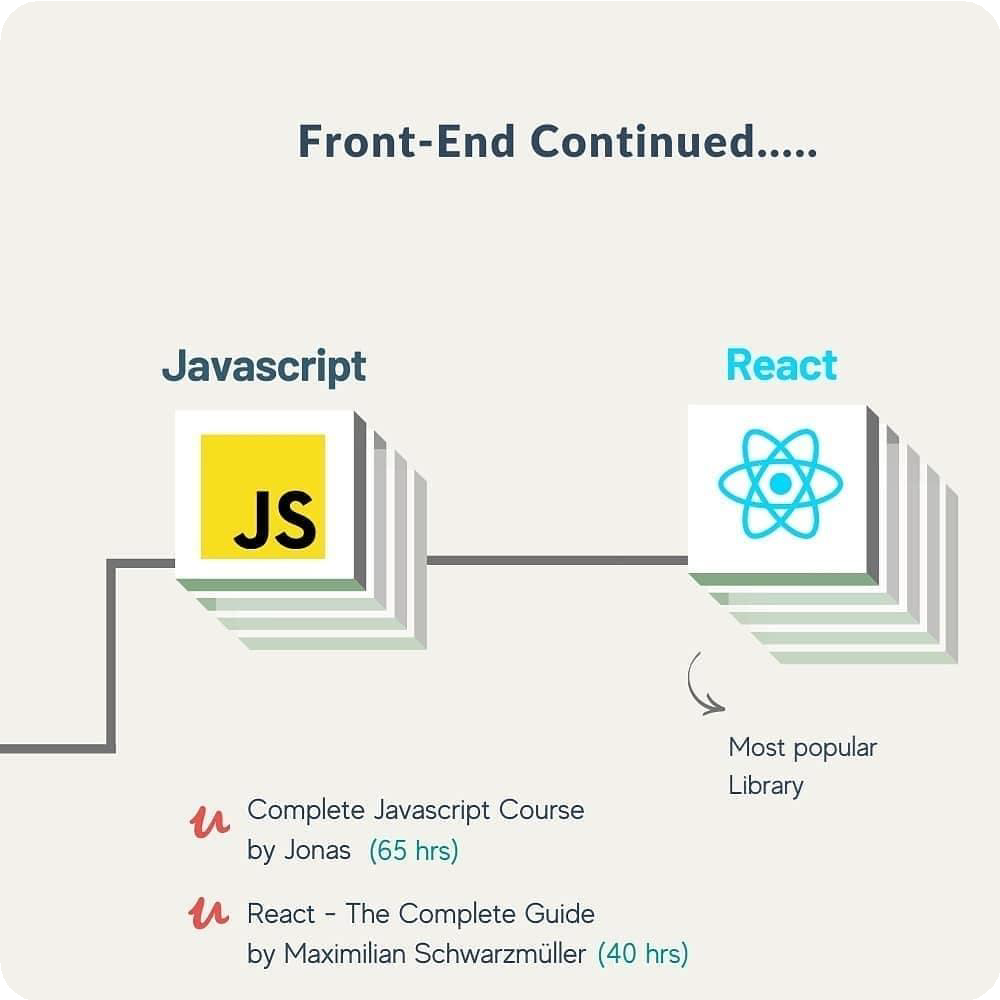 Front-End Continued.....
Javascript
React
JS
Most popular
Library
u Complete Javascript Course
by Jonas (65 hrs)
u React - The Complete Guide
by Maximilian Schwarzmüller (40 hrs)